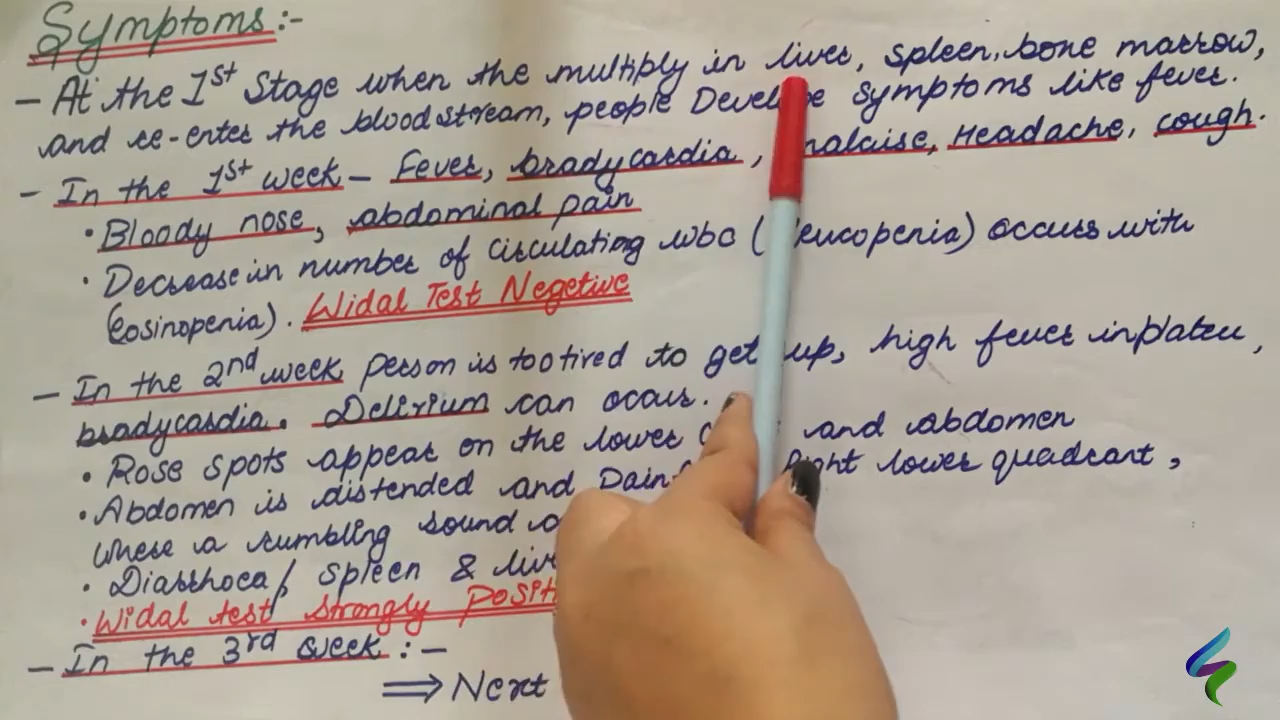 Symptoms:-
- At the 1st Stage when the multiply in liver, spleen, bone marrow,
and re-enter the bloodstream, people Develope symptoms like fever.
- In the 1st week - Fever, bradycardia, malaise, Headache, cough.
• Bloody nose, abdominal pain
• Decrease in number of circulating wbc (leucopenia) occurs with
(eosinopenia). Widal Test Negetive
- In the 2nd week person is too tired to get up, high fever in plateu,
bradycardia. Delirium can occur.
• Rose spots appear on the lower and abdomen
• Abdomen is distended and Right lower quadrant,
where a rumbling sound
• Diarrhoea, spleen &
• Widal test strongly
- In the 3rd week :-
⟹ Next